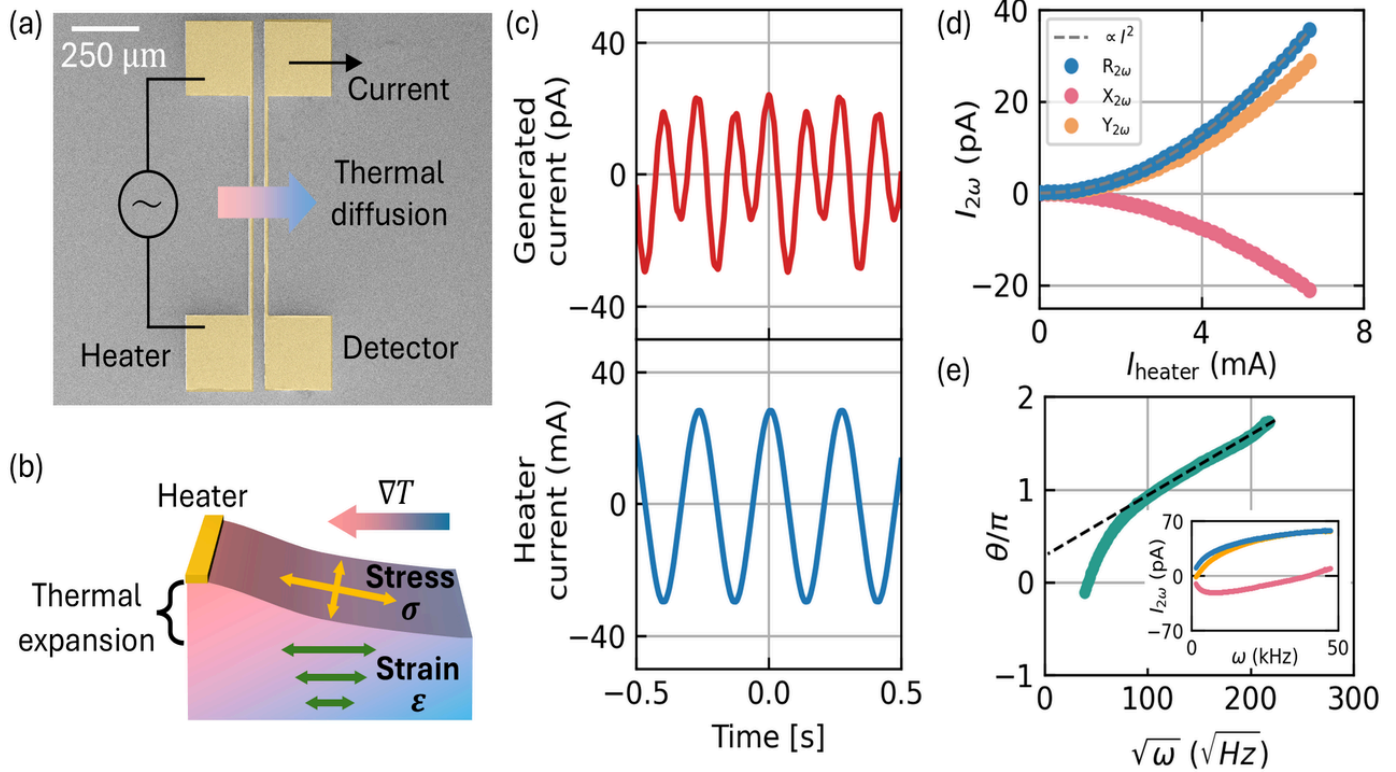 (a)
250 μm
Current
Thermal
diffusion
Heater
Detector
(b)
Heater
∇T
Thermal
expansion
Stress
σ
Strain
ε
(c)
Generated
current (pA)
40
0
−40
Heater
current (mA)
40
0
−40
−0.5
0.0
0.5
Time [s]
(d)
I2ω (pA)
40
20
0
−20
∝ I²
R2ω
X2ω
Y2ω
0
4
8
Iheater (mA)
(e)
θ/π
2
1
0
−1
0
100
200
300
√ω (√Hz)
I2ω (pA)
70
−70
0
50
ω (kHz)